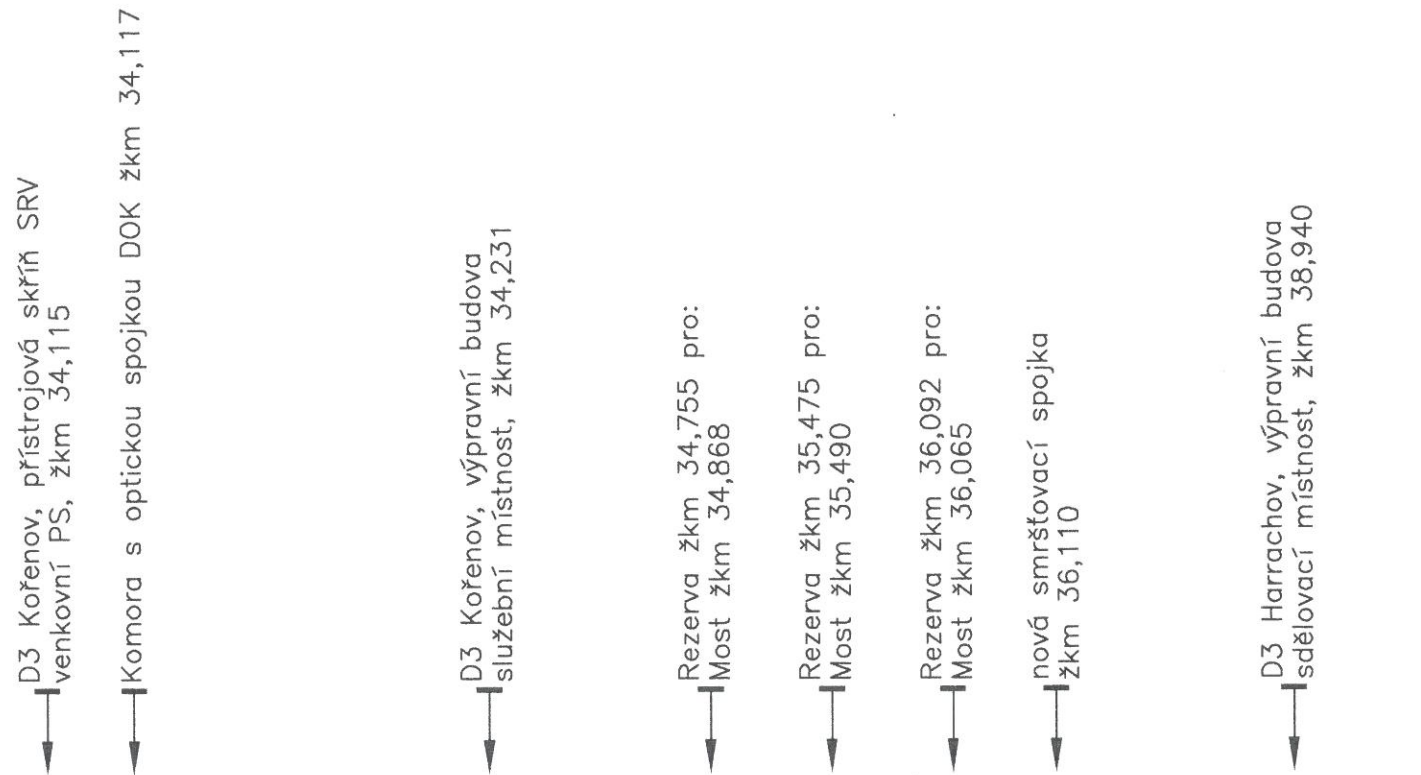 D3 Kořenov, přístrojová skříň SRV
venkovní PS, žkm 34,115
Komora s optickou spojkou DOK žkm 34,117
D3 Kořenov, výpravní budova
služební místnost, žkm 34,231
Rezerva žkm 34,755 pro:
Most žkm 34,868
Rezerva žkm 35,475 pro:
Most žkm 35,490
Rezerva žkm 36,092 pro:
Most žkm 36,065
nová smršťovací spojka
žkm 36,110
D3 Harrachov, výpravní budova
sdělovací místnost, žkm 38,940